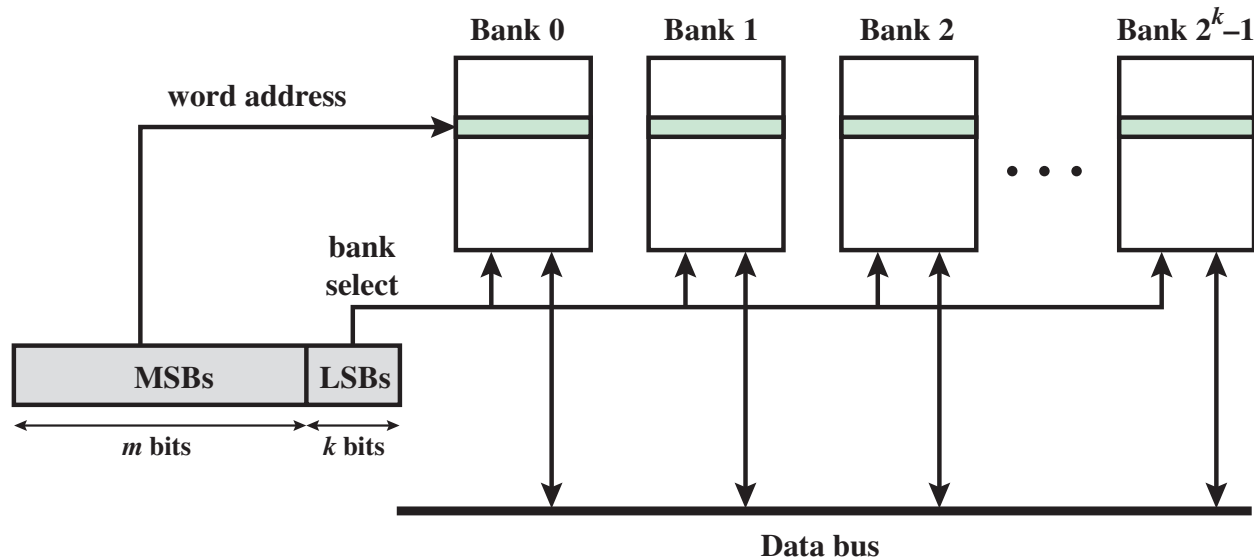 Bank 0
Bank 1
Bank 2
Bank 2^k–1
word address
bank
select
MSBs
LSBs
m bits
k bits
Data bus